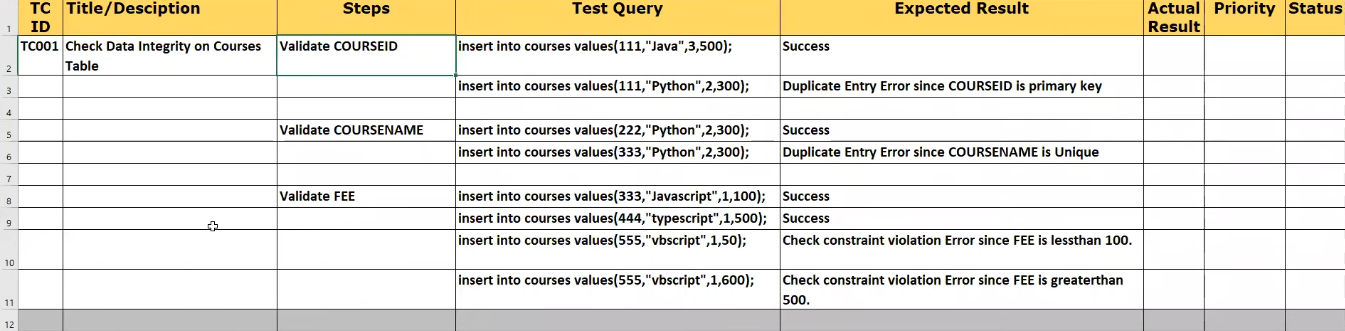 TC ID Title/Desciption Steps Test Query Expected Result Actual Result Priority Status
1
TC001 Check Data Integrity on Courses Table Validate COURSEID insert into courses values(111,"Java",3,500); Success
2
3 insert into courses values(111,"Python",2,300); Duplicate Entry Error since COURSEID is primary key
4
5 Validate COURSENAME insert into courses values(222,"Python",2,300); Success
6 insert into courses values(333,"Python",2,300); Duplicate Entry Error since COURSENAME is Unique
7
8 Validate FEE insert into courses values(333,"Javascript",1,100); Success
9 insert into courses values(444,"typescript",1,500); Success
10 insert into courses values(555,"vbscript",1,50); Check constraint violation Error since FEE is lessthan 100.
11 insert into courses values(555,"vbscript",1,600); Check constraint violation Error since FEE is greaterthan 500.
12